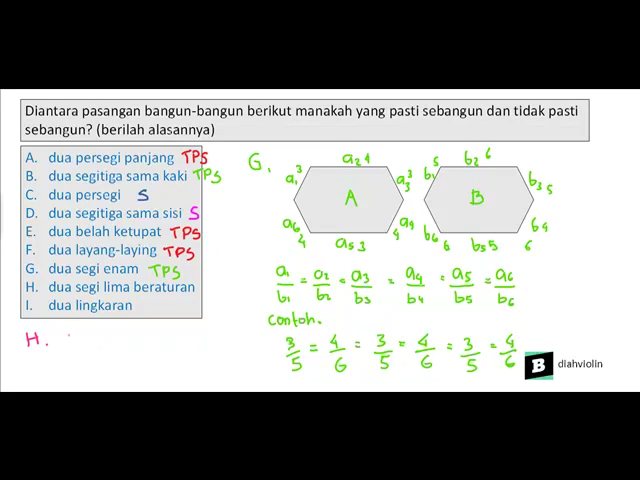 Diantara pasangan bangun-bangun berikut manakah yang pasti sebangun dan tidak pasti
sebangun? (berilah alasannya)
A. dua persegi panjang TPS
B. dua segitiga sama kaki TPS
C. dua persegi S
D. dua segitiga sama sisi S
E. dua belah ketupat TPS
F. dua layang-laying TPS
G. dua segi enam TPS
H. dua segi lima beraturan
I. dua lingkaran
H.
G.
a₂ 4
a₁ 3
a₃ 3
A
a₆ 4
a₄ 4
a₅ 3
b₂ 6
b₁ 5
b₃ 5
B
b₆ 6
b₄ 6
b₅ 5
a₁/b₁ = a₂/b₂ = a₃/b₃ = a₄/b₄ = a₅/b₅ = a₆/b₆
Contoh.
3/5 = 4/6 = 3/5 = 4/6 = 3/5 = 4/6
B diahviolin